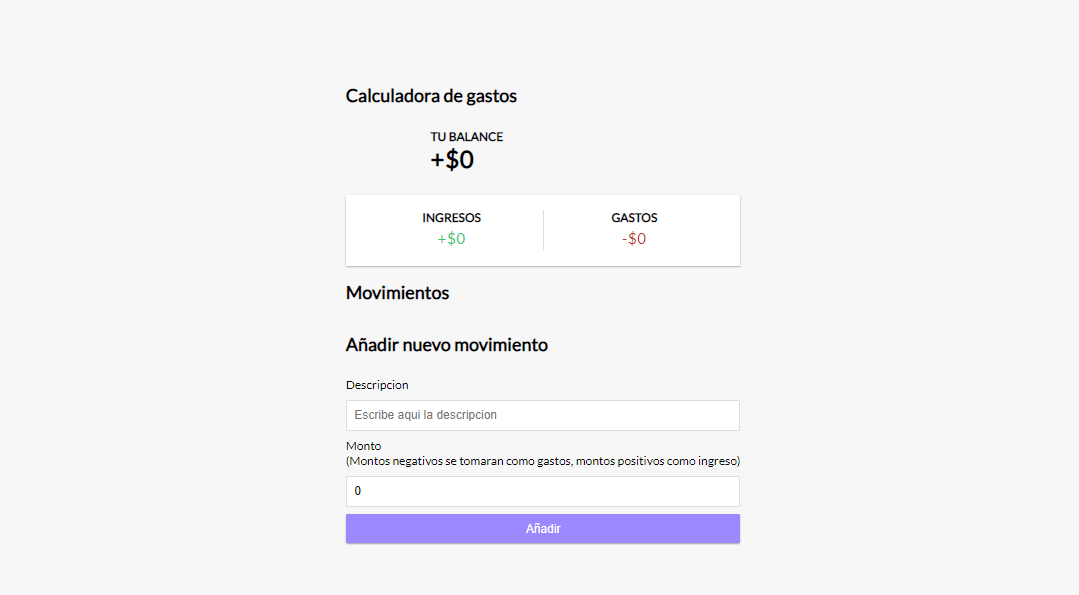 Calculadora de gastos
TU BALANCE
+$0
INGRESOS
+$0
GASTOS
-$0
Movimientos
Añadir nuevo movimiento
Descripcion
Escribe aqui la descripcion
Monto
(Montos negativos se tomaran como gastos, montos positivos como ingreso)
0
Añadir